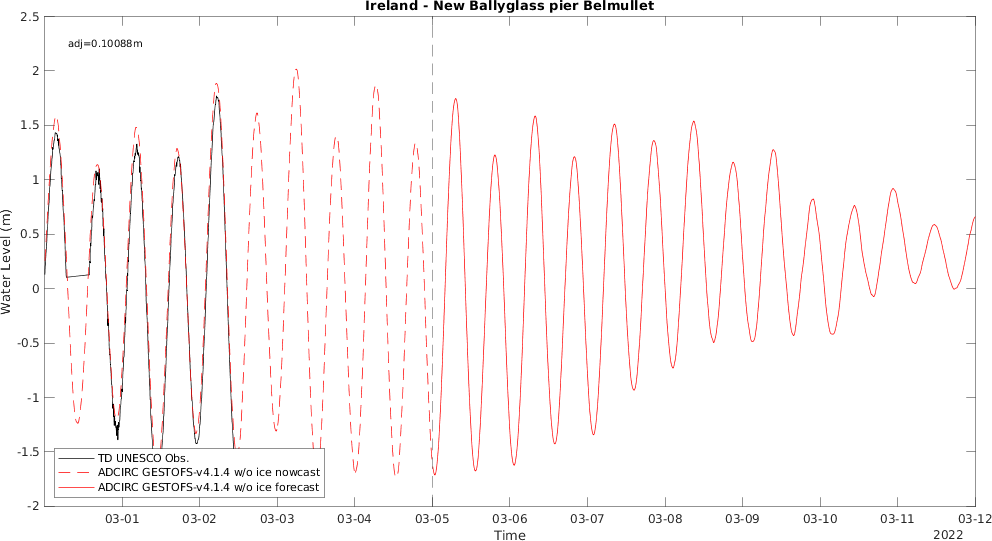 Ireland - New Ballyglass pier Belmullet
adj=0.10088m
2.5
2
1.5
1
0.5
0
-0.5
-1
-1.5
-2
Water Level (m)
TD UNESCO Obs.
ADCIRC GESTOFS-v4.1.4 w/o ice nowcast
ADCIRC GESTOFS-v4.1.4 w/o ice forecast
03-01 03-02 03-03 03-04 03-05 03-06 03-07 03-08 03-09 03-10 03-11 03-12
Time
2022